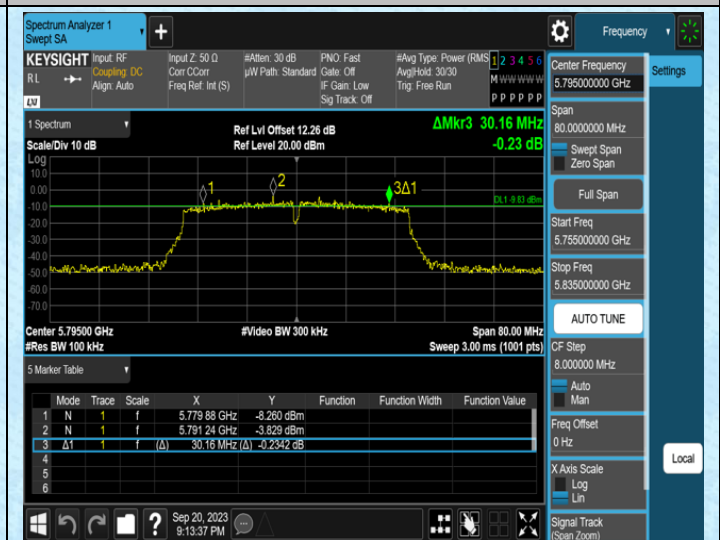 Spectrum Analyzer 1
Swept SA
+
Frequency
KEYSIGHT
Input: RF
Input Z: 50 Ω
#Atten: 30 dB
PNO: Fast
#Avg Type: Power (RMS
1 2 3 4 5 6
RL
Coupling: DC
Corr CCorr
µW Path: Standard
Gate: Off
Avg|Hold: 30/30
M W W W W W
Align: Auto
Freq Ref: Int (S)
IF Gain: Low
Trig: Free Run
Sig Track: Off
P P P P P P
LXI
1 Spectrum
Ref Lvl Offset 12.26 dB
ΔMkr3 30.16 MHz
Scale/Div 10 dB
Ref Level 20.00 dBm
-0.23 dB
Log
10.0
0.00
-10.0
-20.0
-30.0
-40.0
-50.0
-60.0
-70.0
1
2
3Δ1
DL1 -9.83 dBm
Center 5.79500 GHz
#Video BW 300 kHz
Span 80.00 MHz
#Res BW 100 kHz
Sweep 3.00 ms (1001 pts)
5 Marker Table
Mode Trace Scale X Y Function Function Width Function Value
1 N 1 f 5.779 88 GHz -8.260 dBm
2 N 1 f 5.791 24 GHz -3.829 dBm
3 Δ1 1 f (Δ) 30.16 MHz (Δ) -0.2342 dB
4
5
6
Sep 20, 2023
9:13:37 PM
Center Frequency
5.795000000 GHz
Span
80.0000000 MHz
Swept Span
Zero Span
Full Span
Start Freq
5.755000000 GHz
Stop Freq
5.835000000 GHz
AUTO TUNE
CF Step
8.000000 MHz
Auto
Man
Freq Offset
0 Hz
X Axis Scale
Log
Lin
Signal Track
(Span Zoom)
Settings
Local